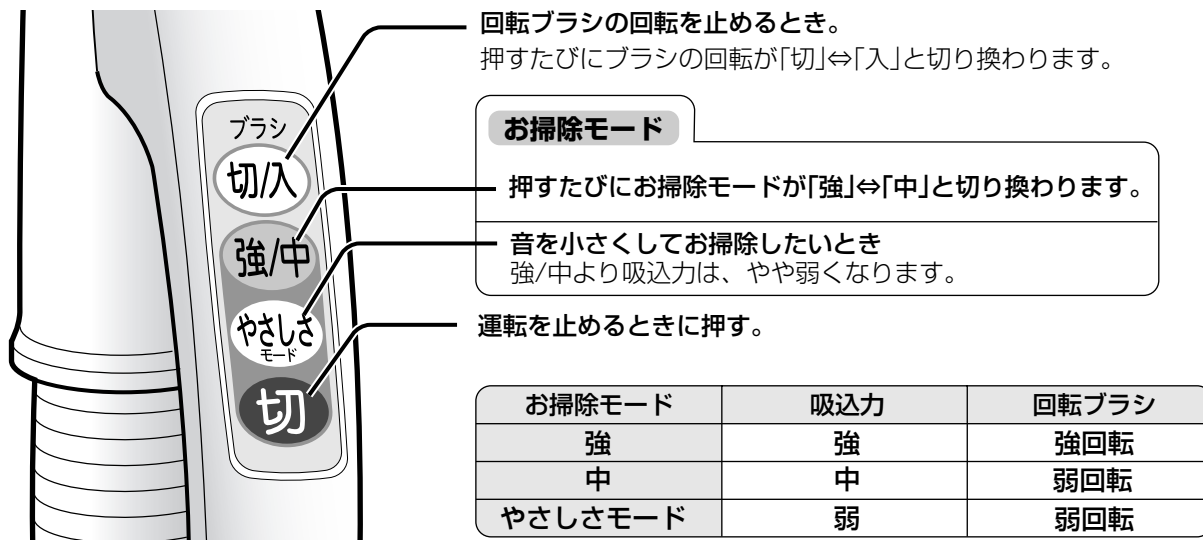 回転ブラシの回転を止めるとき。
押すたびにブラシの回転が｢切｣⇔｢入｣と切り換わります。
お掃除モード
押すたびにお掃除モードが｢強｣⇔｢中｣と切り換わります。
音を小さくしてお掃除したいとき
強/中より吸込力は、やや弱くなります。
運転を止めるときに押す。
ブラシ
切/入
強/中
やさしさ
モード
切
お掃除モード 吸込力 回転ブラシ
強 強 強回転
中 中 弱回転
やさしさモード 弱 弱回転